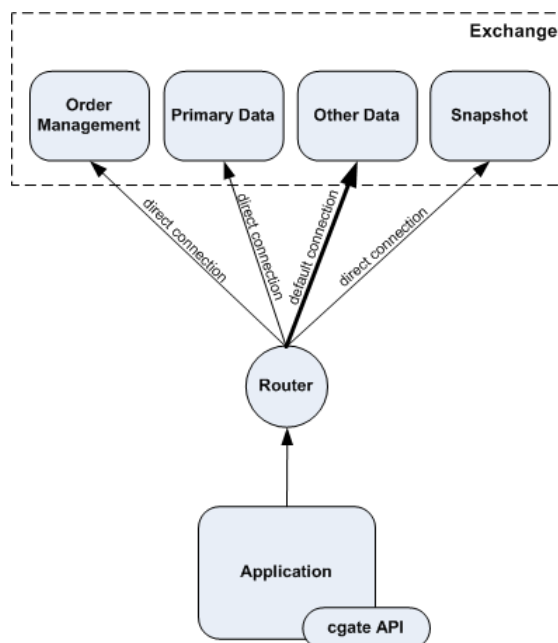 Exchange
Order
Management
Primary Data
Other Data
Snapshot
direct connection
direct connection
default connection
direct connection
Router
Application
cgate API